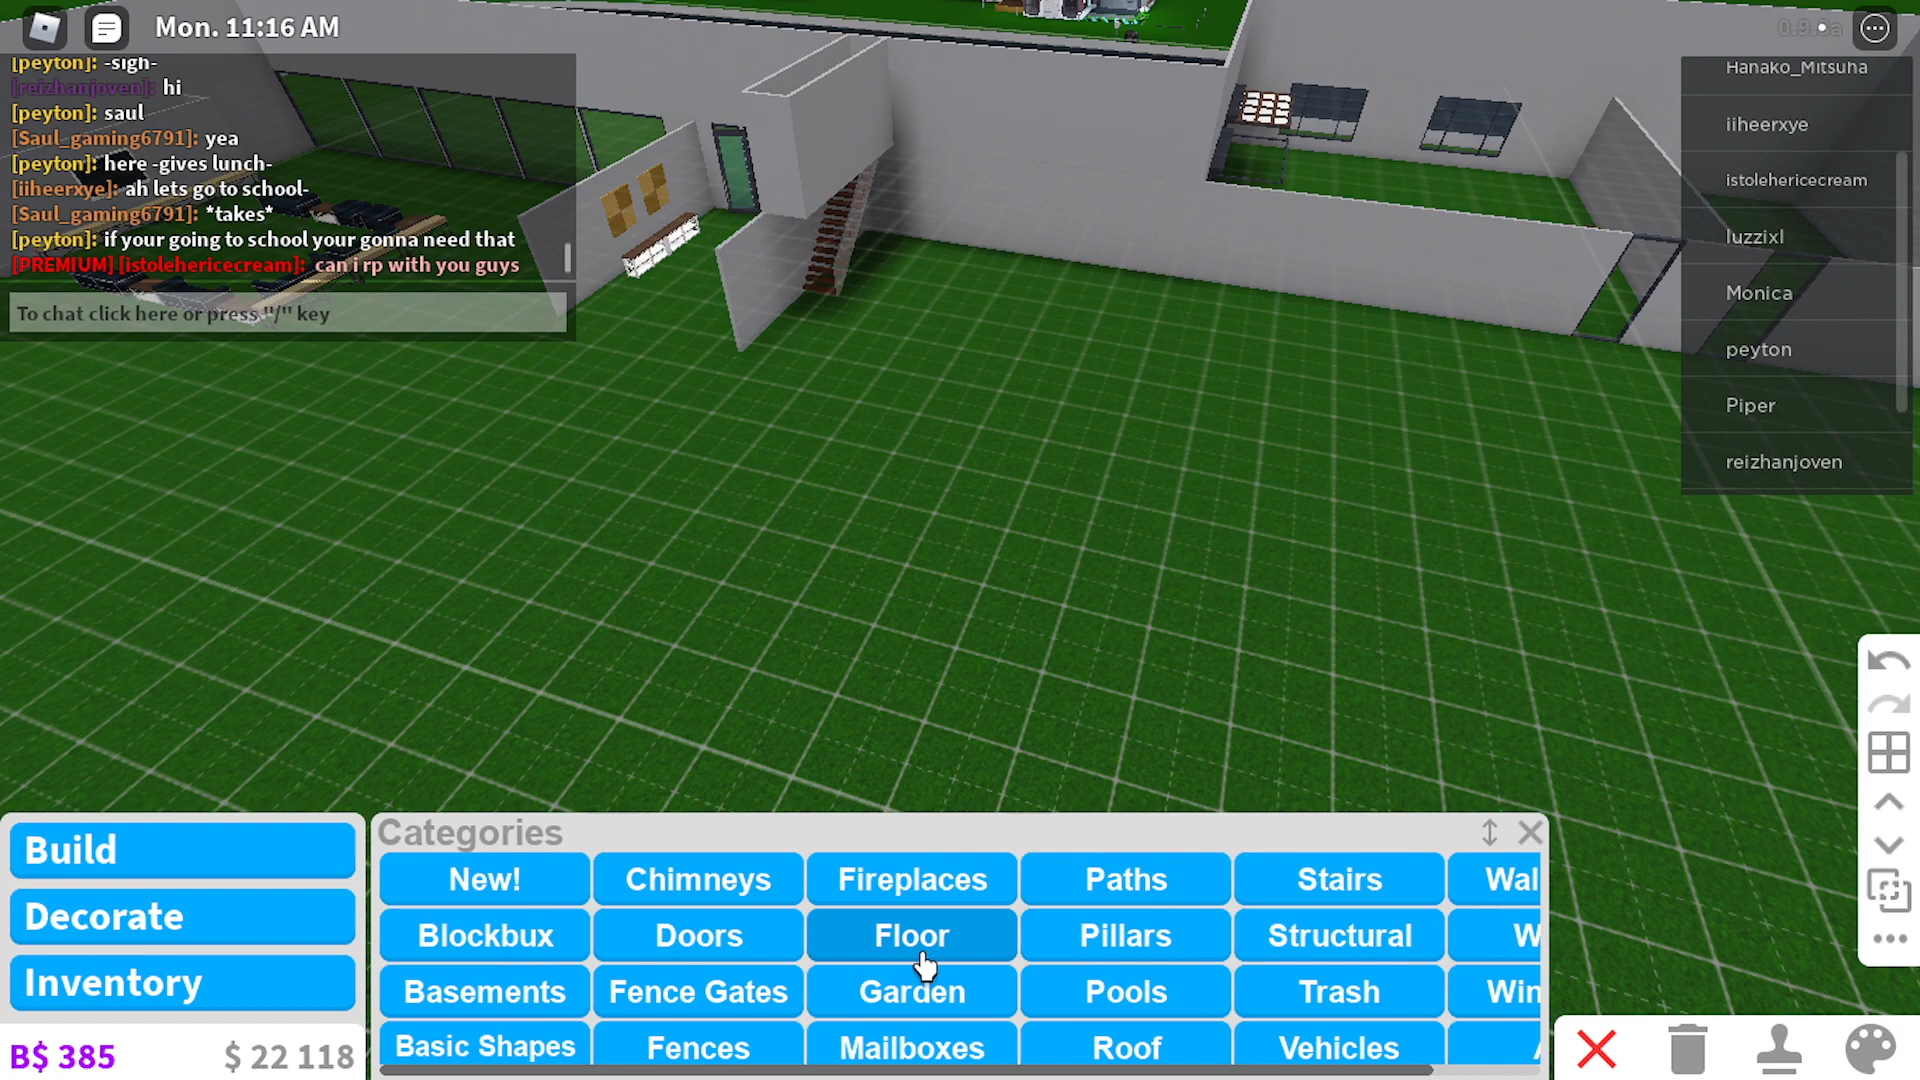 Mon. 11:16 AM
[peyton]: -sigh-
[reizhanjoven]: hi
[peyton]: saul
[Saul_gaming6791]: yea
[peyton]: here -gives lunch-
[iiheerxye]: ah lets go to school-
[Saul_gaming6791]: *takes*
[peyton]: if your going to school your gonna need that
[PREMIUM] [istolehericecream]: can i rp with you guys
To chat click here or press "/" key
Hanako_Mitsuha
iiheerxye
istolehericecream
luzzixl
Monica
peyton
Piper
reizhanjoven
Build
Decorate
Inventory
B$ 385 $ 22 118
Categories
New! Chimneys Fireplaces Paths Stairs Wal
Blockbux Doors Floor Pillars Structural W
Basements Fence Gates Garden Pools Trash Win
Basic Shapes Fences Mailboxes Roof Vehicles